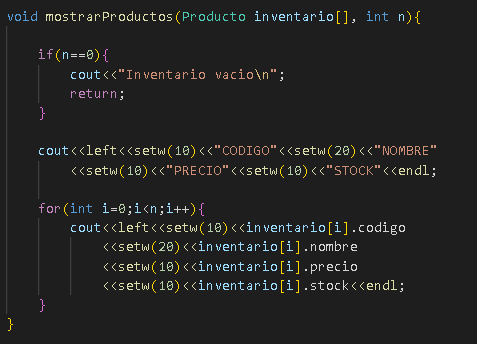 void mostrarProductos(Producto inventario[], int n){
    if(n==0){
        cout<<"Inventario vacio\n";
        return;
    }
    cout<<left<<setw(10)<<"CODIGO"<<setw(20)<<"NOMBRE"
        <<setw(10)<<"PRECIO"<<setw(10)<<"STOCK"<<endl;
    for(int i=0;i<n;i++){
        cout<<left<<setw(10)<<inventario[i].codigo
            <<setw(20)<<inventario[i].nombre
            <<setw(10)<<inventario[i].precio
            <<setw(10)<<inventario[i].stock<<endl;
    }
}